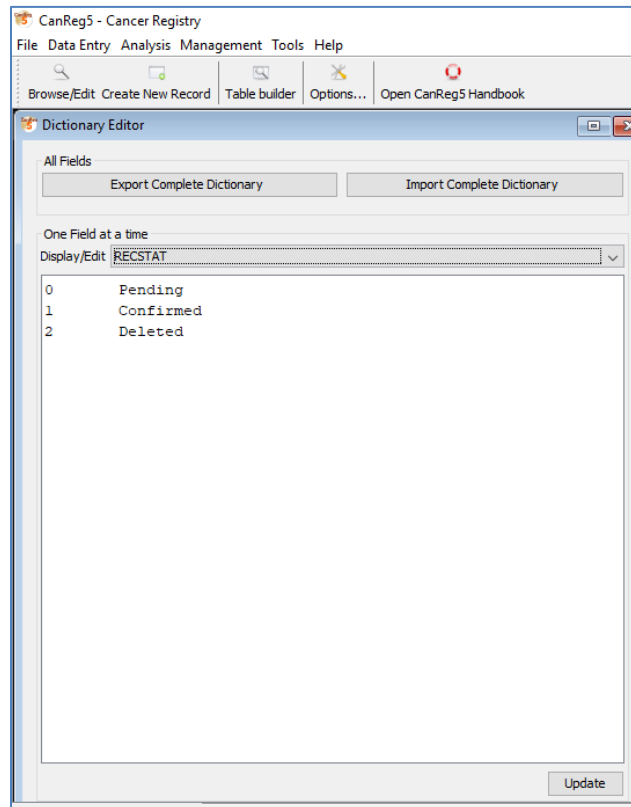 CanReg5 - Cancer Registry
File Data Entry Analysis Management Tools Help
Browse/Edit Create New Record Table builder Options... Open CanReg5 Handbook
Dictionary Editor
All Fields
Export Complete Dictionary Import Complete Dictionary
One Field at a time
Display/Edit RECSTAT
0 Pending
1 Confirmed
2 Deleted
Update